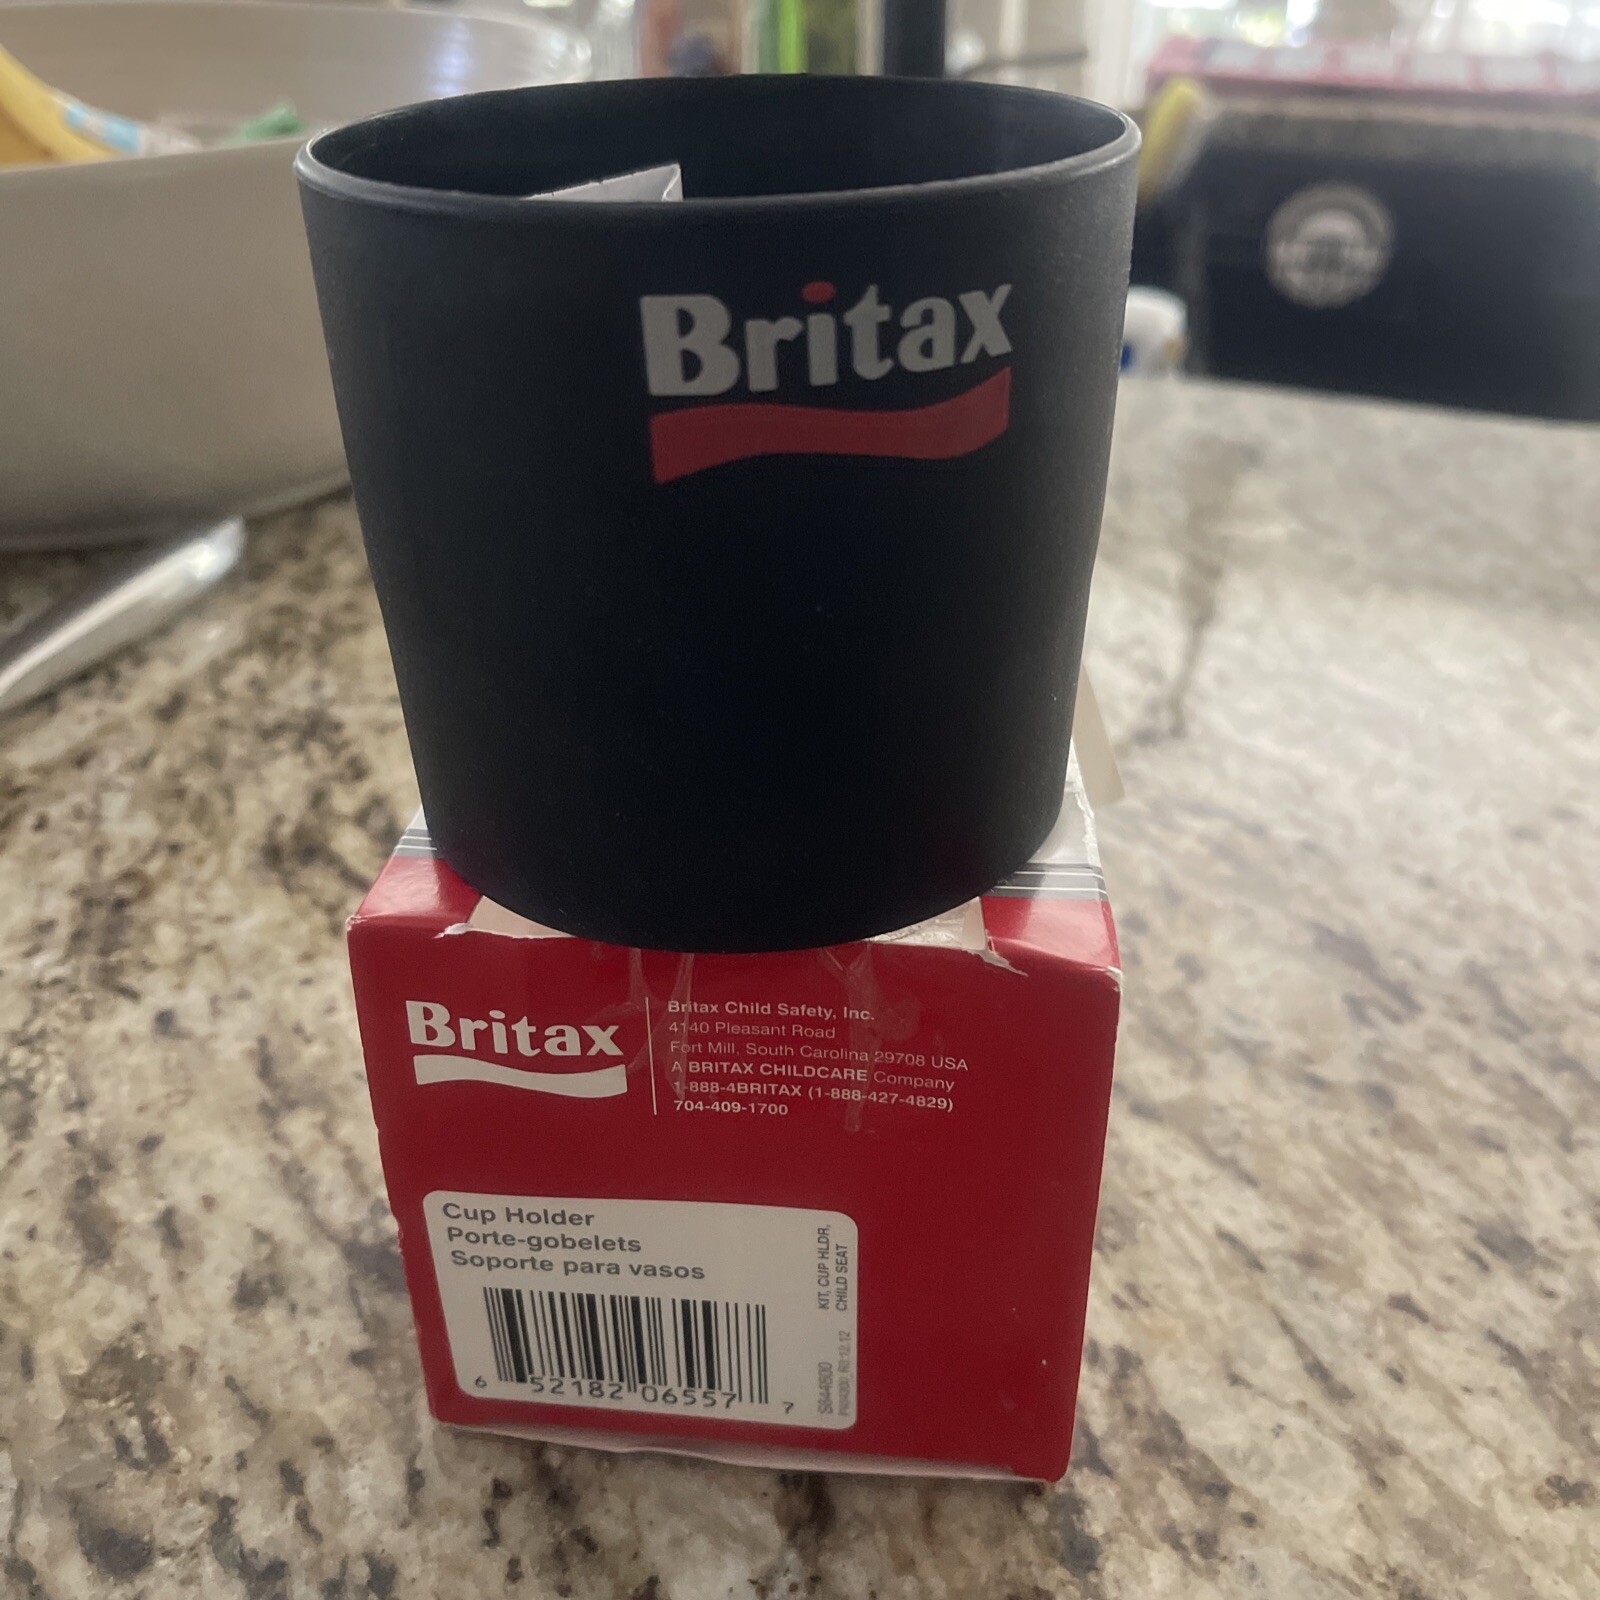 Britax
Britax
Britax Child Safety, Inc.
4140 Pleasant Road
Fort Mill, South Carolina 29708 USA
A BRITAX CHILDCARE Company
1-888-4BRITAX (1-888-427-4829)
704-409-1700
Cup Holder
Porte-gobelets
Soporte para vasos
6 52182 06557 7
KIT, CUP HLDR,
CHILD SEAT
S844600